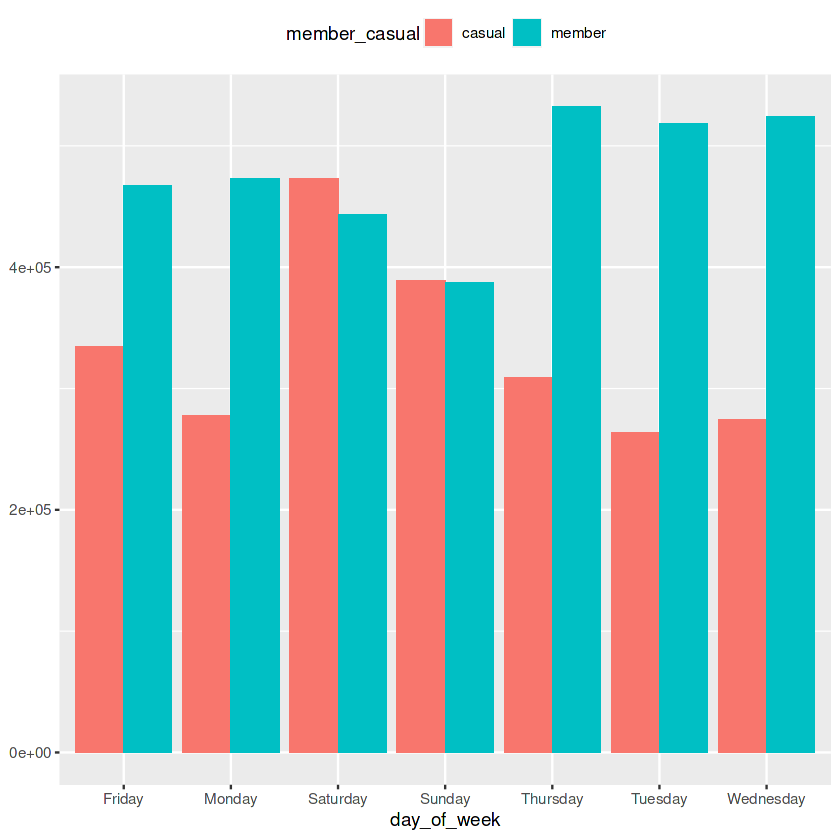 member_casual casual member
4e+05
2e+05
0e+00
Friday Monday Saturday Sunday Thursday Tuesday Wednesday
day_of_week